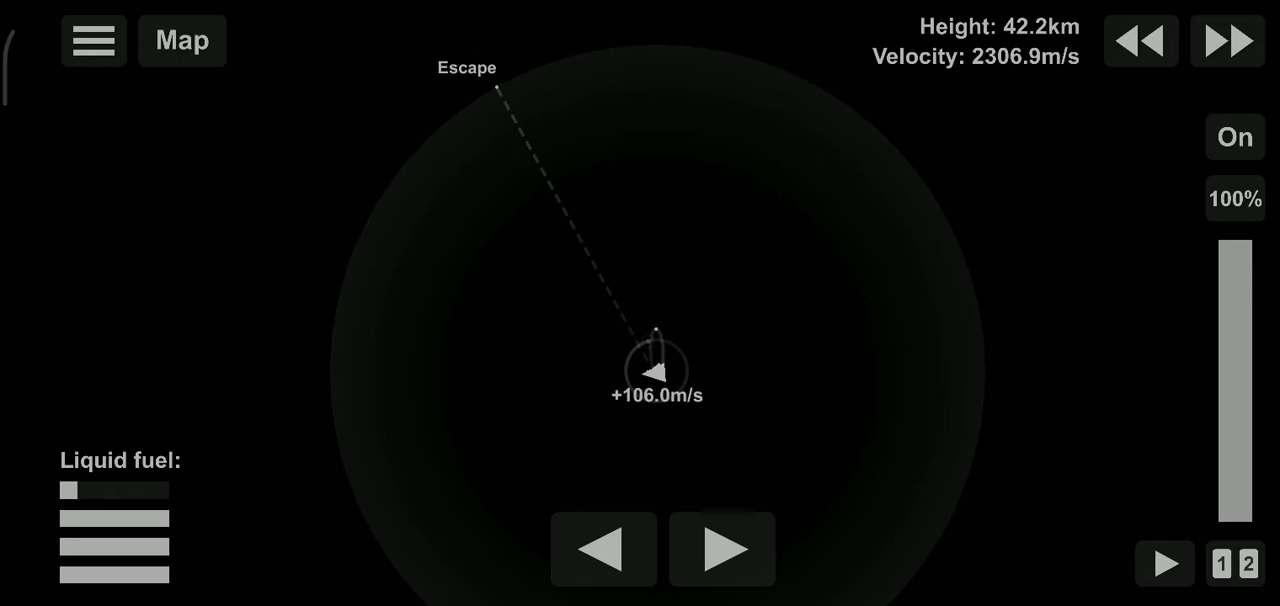 Map
Height: 42.2km
Velocity: 2306.9m/s
Escape
On
100%
+106.0m/s
Liquid fuel:
1 2